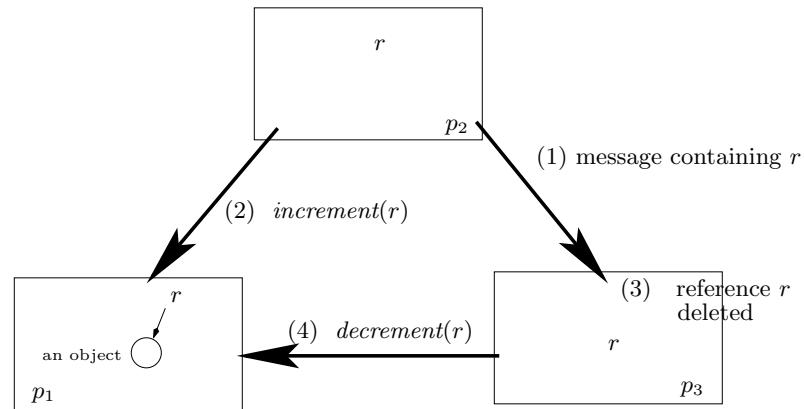 r
p2
(1) message containing r
(2) increment(r)
(3) reference r
deleted
r
an object
(4) decrement(r)
r
p1
p3